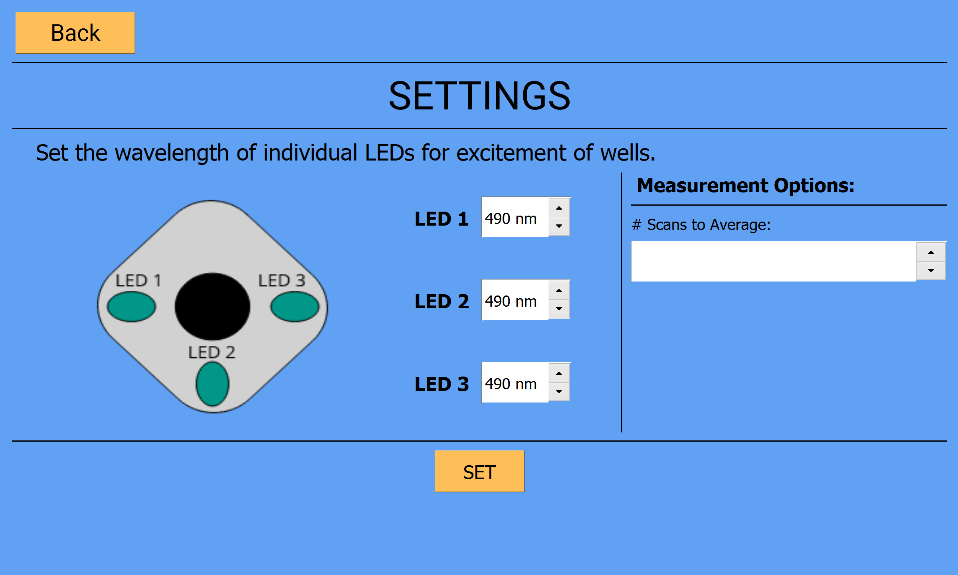 Back
SETTINGS
Set the wavelength of individual LEDs for excitement of wells.
LED 1
LED 3
LED 2
LED 1 490 nm
LED 2 490 nm
LED 3 490 nm
Measurement Options:
# Scans to Average:
SET